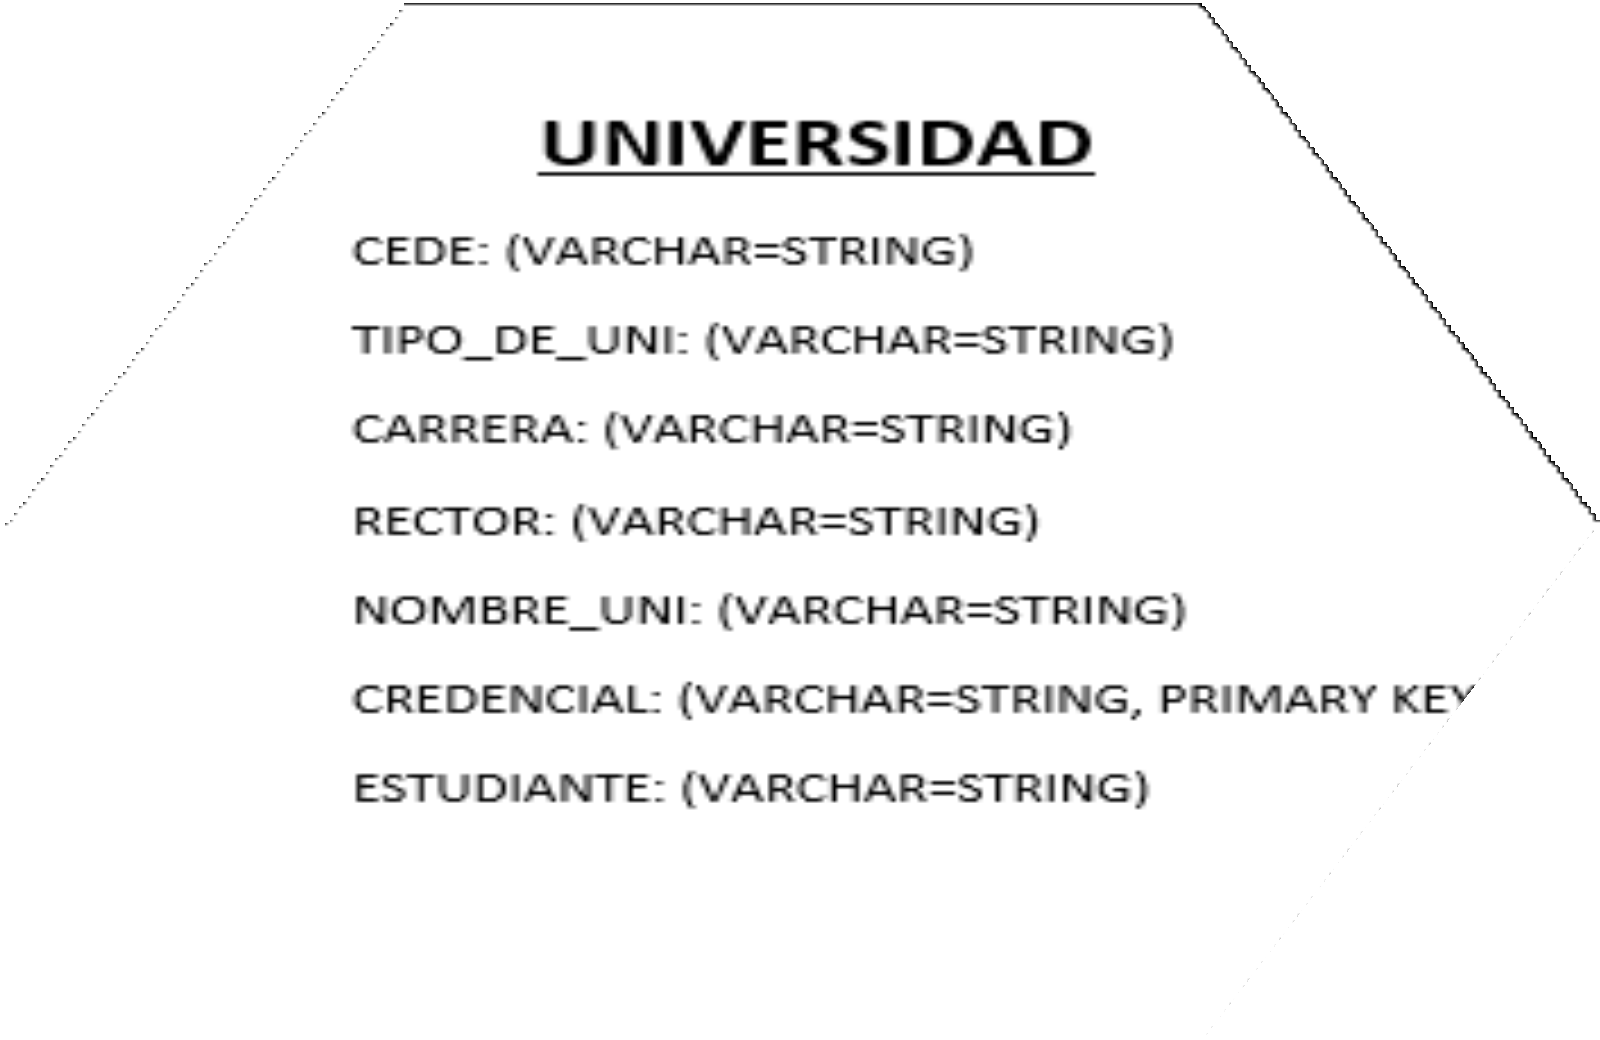 UNIVERSIDAD
CEDE: (VARCHAR=STRING)
TIPO_DE_UNI: (VARCHAR=STRING)
CARRERA: (VARCHAR=STRING)
RECTOR: (VARCHAR=STRING)
NOMBRE_UNI: (VARCHAR=STRING)
CREDENCIAL: (VARCHAR=STRING, PRIMARY KEY
ESTUDIANTE: (VARCHAR=STRING)